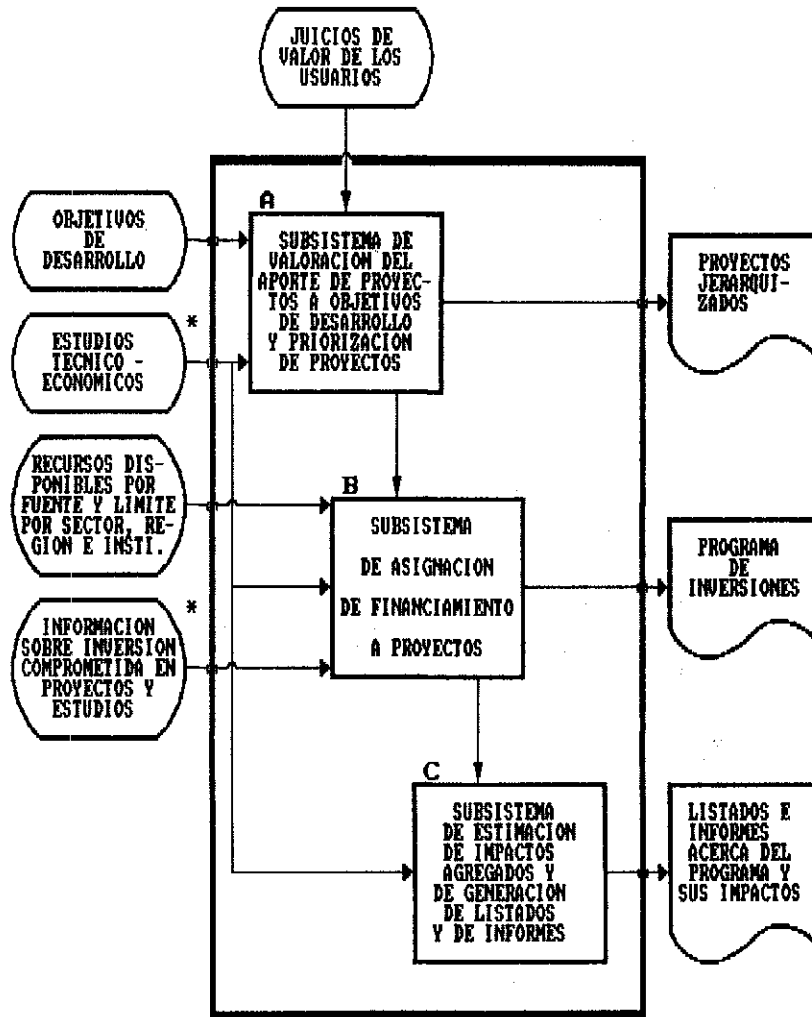 JUICIOS DE
VALOR DE LOS
USUARIOS
A
OBJETIVOS
DE
DESARROLLO
SUBSISTEMA DE
VALORACION DEL
APORTE DE PROYEC-
TOS A OBJETIVOS
DE DESARROLLO
Y PRIORIZACION
DE PROYECTOS
PROYECTOS
JERARQUI-
ZADOS
*
ESTUDIOS
TECNICO -
ECONOMICOS
RECURSOS DIS-
PONIBLES POR
FUENTE Y LIMITE
POR SECTOR, RE-
GION E INSTI.
B
SUBSISTEMA
DE ASIGNACION
DE FINANCIAMIENTO
A PROYECTOS
PROGRAMA
DE
INVERSIONES
*
INFORMACION
SOBRE INVERSION
COMPROMETIDA EN
PROYECTOS Y
ESTUDIOS
C
SUBSISTEMA
DE ESTIMACION
DE IMPACTOS
AGREGADOS Y
DE GENERACION
DE LISTADOS
Y DE INFORMES
LISTADOS E
INFORMES
ACERCA DEL
PROGRAMA Y
SUS IMPACTOS